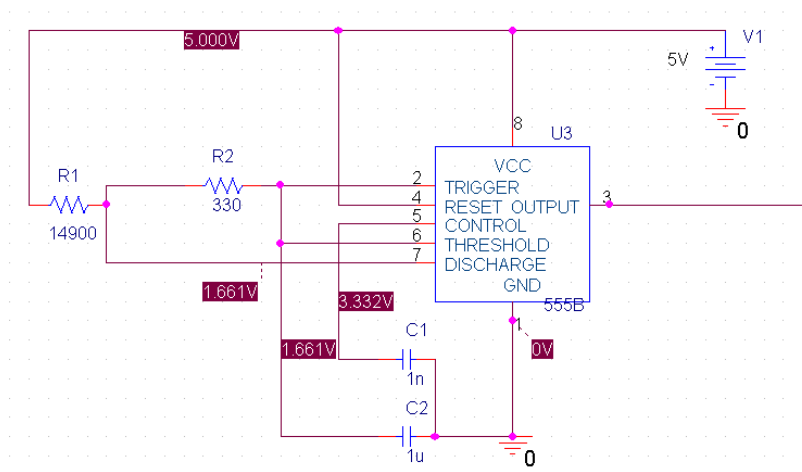 5.000V
V1
5V
0
8
U3
R1
14900
R2
330
VCC
2
TRIGGER
4
RESET OUTPUT
3
5
CONTROL
6
THRESHOLD
7
DISCHARGE
GND
555B
1
1.661V
3.332V
1.661V
0V
C1
1n
C2
1u
0